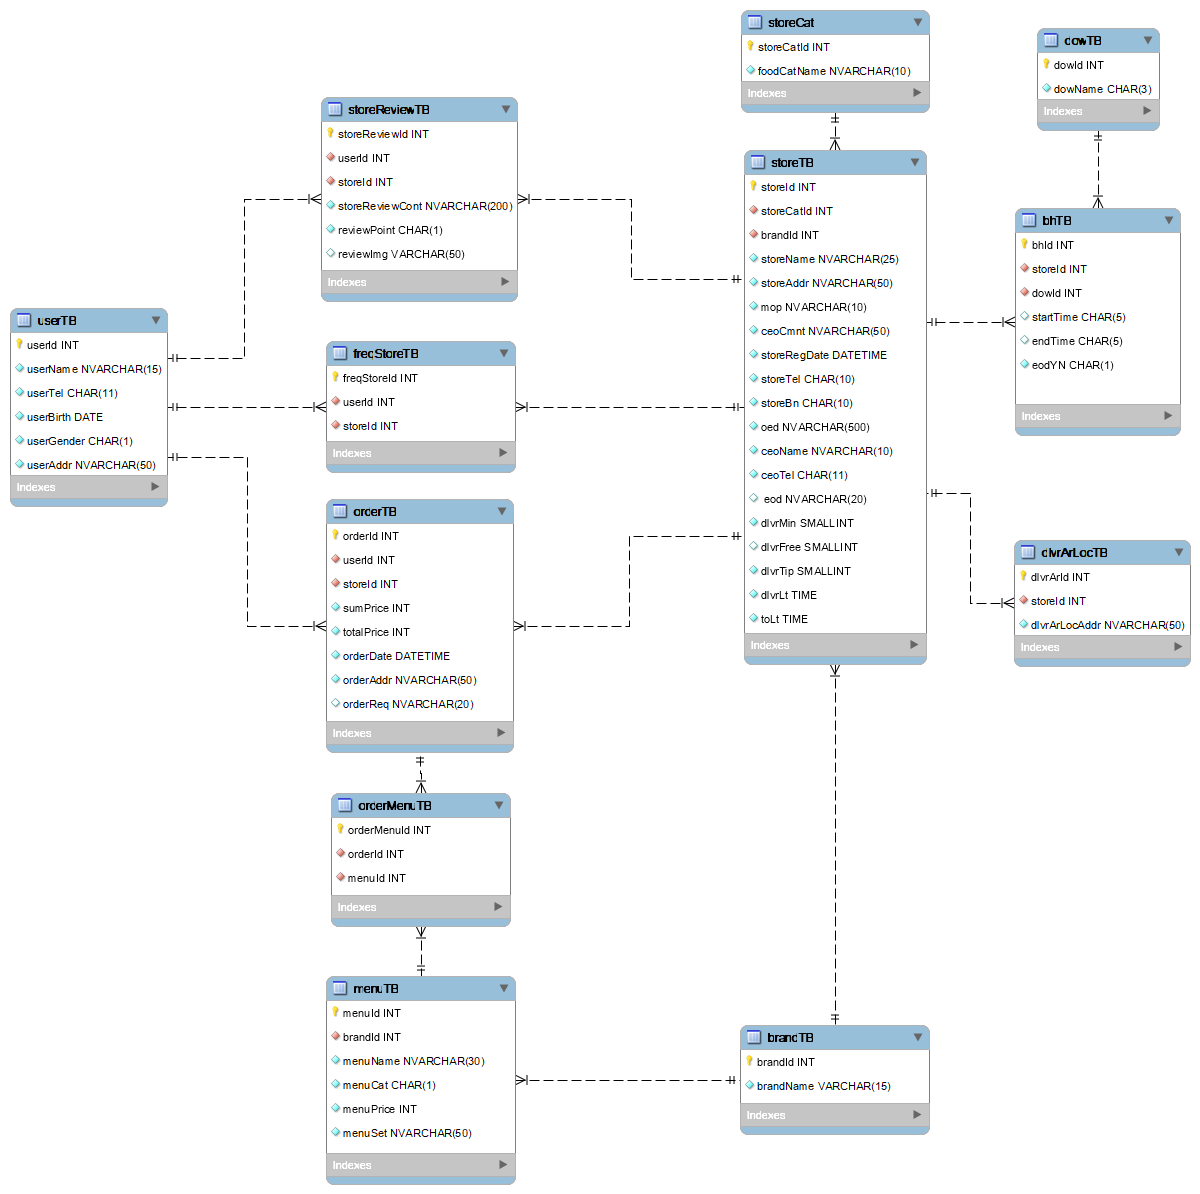 storeCat
storeCatId INT
foodCatName NVARCHAR(10)
Indexes
dowTB
dowId INT
dowName CHAR(3)
Indexes
storeReviewTB
storeReviewId INT
userId INT
storeId INT
storeReviewCont NVARCHAR(200)
reviewPoint CHAR(1)
reviewImg VARCHAR(50)
Indexes
storeTB
storeId INT
storeCatId INT
brandId INT
storeName NVARCHAR(25)
storeAddr NVARCHAR(50)
mop NVARCHAR(10)
ceoCmnt NVARCHAR(50)
storeRegDate DATETIME
storeTel CHAR(10)
storeBn CHAR(10)
oed NVARCHAR(500)
ceoName NVARCHAR(10)
ceoTel CHAR(11)
eod NVARCHAR(20)
dlvrMin SMALLINT
dlvrFree SMALLINT
dlvrTip SMALLINT
dlvrLt TIME
toLt TIME
Indexes
bhTB
bhId INT
storeId INT
dowId INT
startTime CHAR(5)
endTime CHAR(5)
eodYN CHAR(1)
Indexes
userTB
userId INT
userName NVARCHAR(15)
userTel CHAR(11)
userBirth DATE
userGender CHAR(1)
userAddr NVARCHAR(50)
Indexes
freqStoreTB
freqStoreId INT
userId INT
storeId INT
Indexes
orderTB
orderId INT
userId INT
storeId INT
sumPrice INT
totalPrice INT
orderDate DATETIME
orderAddr NVARCHAR(50)
orderReq NVARCHAR(20)
Indexes
dlvrArLocTB
dlvrArId INT
storeId INT
dlvrArLocAddr NVARCHAR(50)
Indexes
orderMenuTB
orderMenuId INT
orderId INT
menuId INT
Indexes
menuTB
menuId INT
brandId INT
menuName NVARCHAR(30)
menuCat CHAR(1)
menuPrice INT
menuSet NVARCHAR(50)
Indexes
brandTB
brandId INT
brandName VARCHAR(15)
Indexes